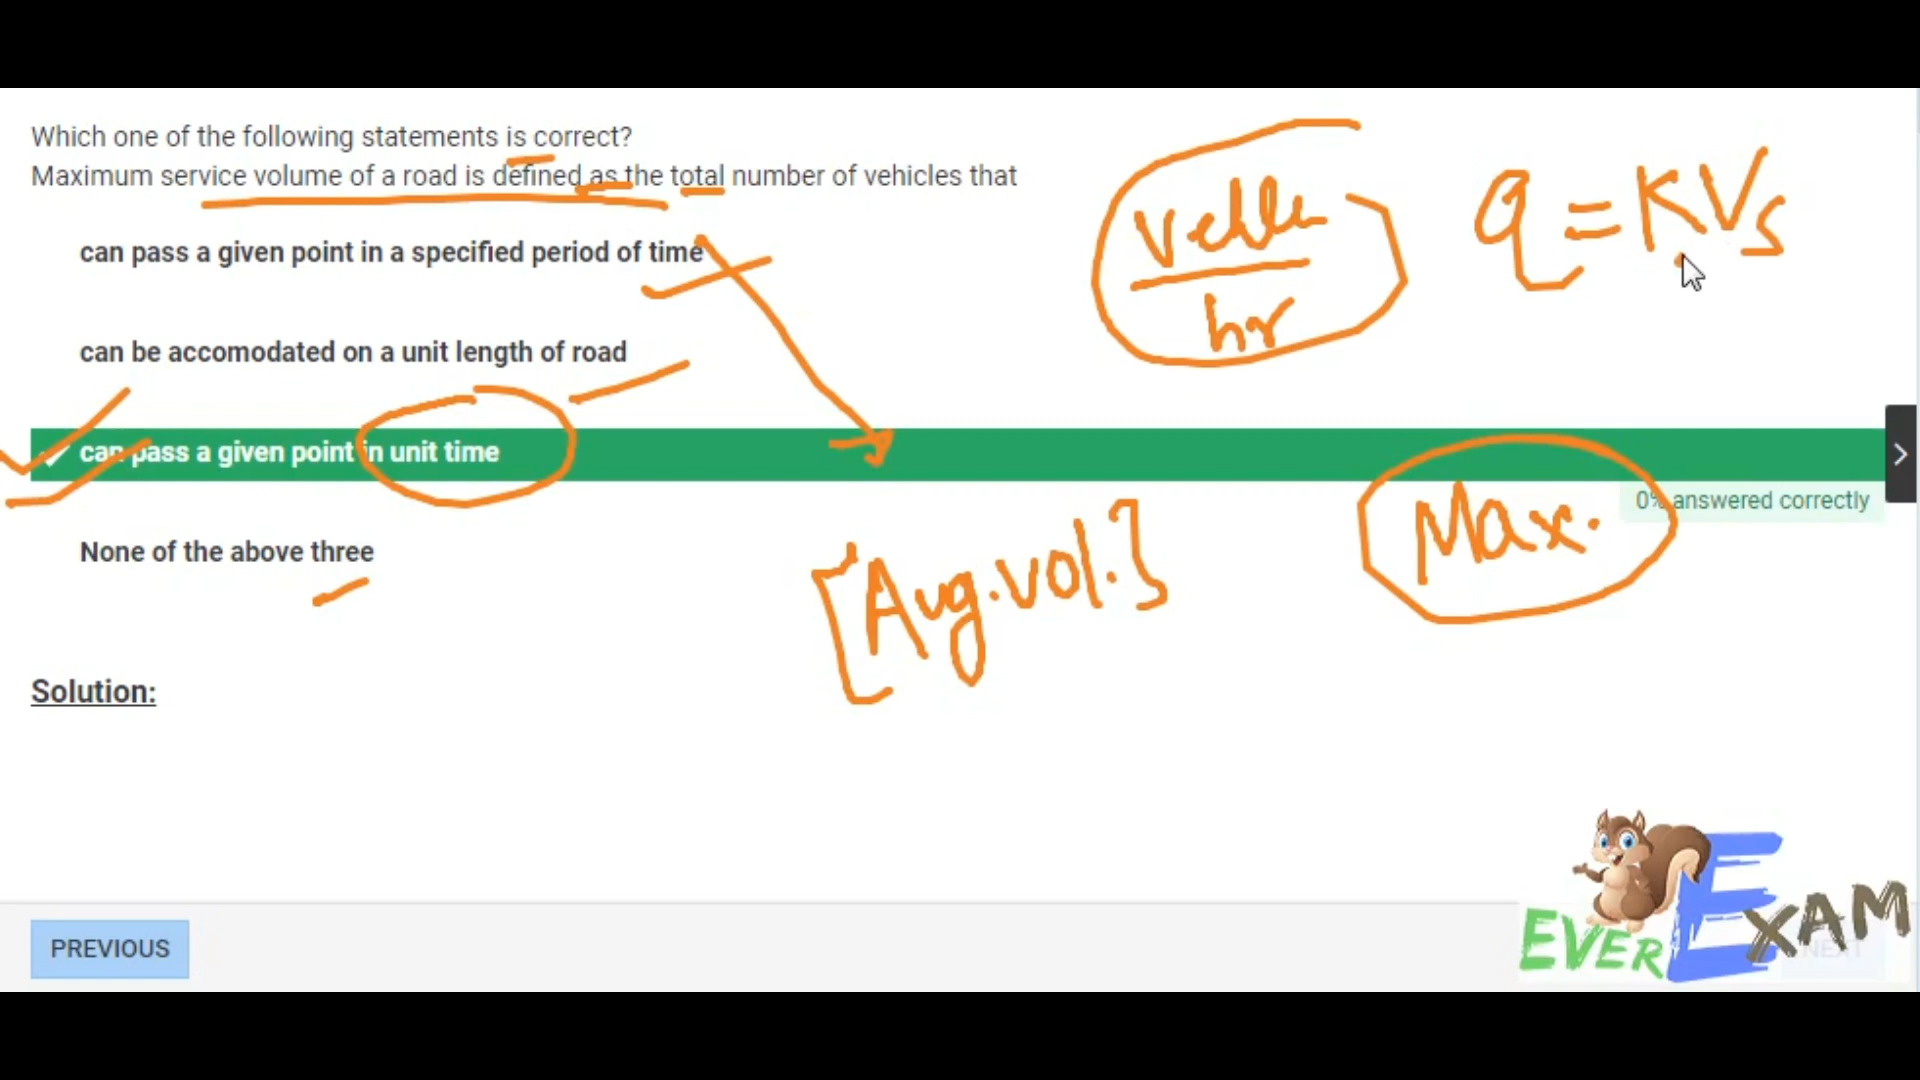 Which one of the following statements is correct?
Maximum service volume of a road is defined as the total number of vehicles that
can pass a given point in a specified period of time
can be accomodated on a unit length of road
can pass a given point in unit time
0% answered correctly
None of the above three
hr
q = KVs
[Avg. vol.]
Max.
Solution:
PREVIOUS
NEXT
EVER EXAM